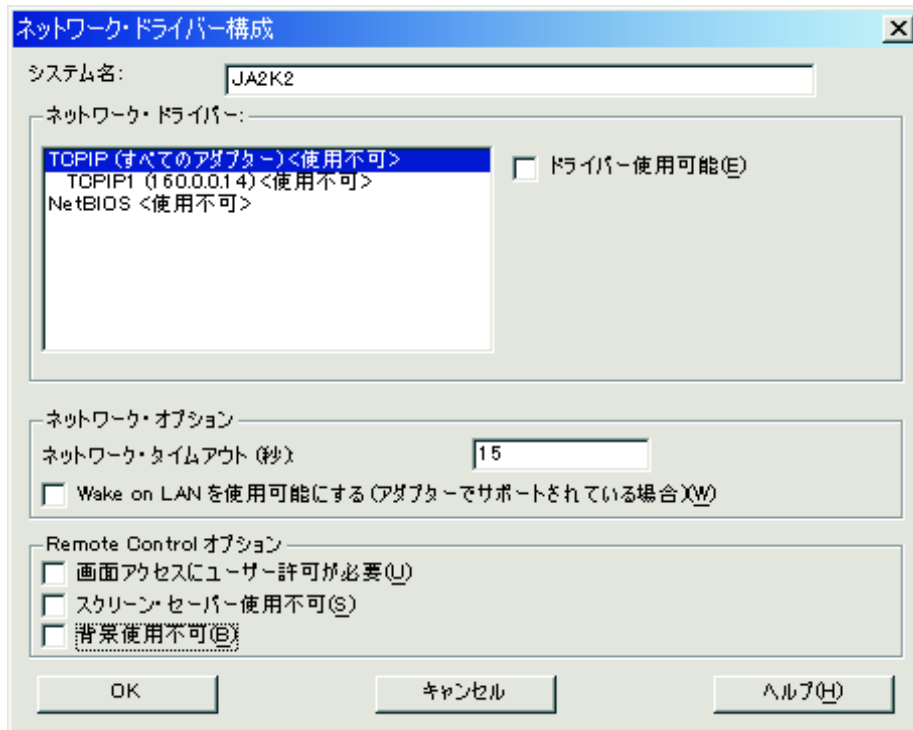 ネットワーク・ドライバー構成
システム名: JA2K2
ネットワーク・ドライバー:
TCPIP (すべてのアダプター)<使用不可>
TCPIP1 (160.0.0.14)<使用不可>
NetBIOS <使用不可>
ドライバー使用可能(E)
ネットワーク・オプション
ネットワーク・タイムアウト (秒): 15
Wake on LAN を使用可能にする (アダプターでサポートされている場合)(W)
Remote Control オプション
画面アクセスにユーザー許可が必要(U)
スクリーン・セーバー使用不可(S)
背景使用不可(B)
OK キャンセル ヘルプ(H)